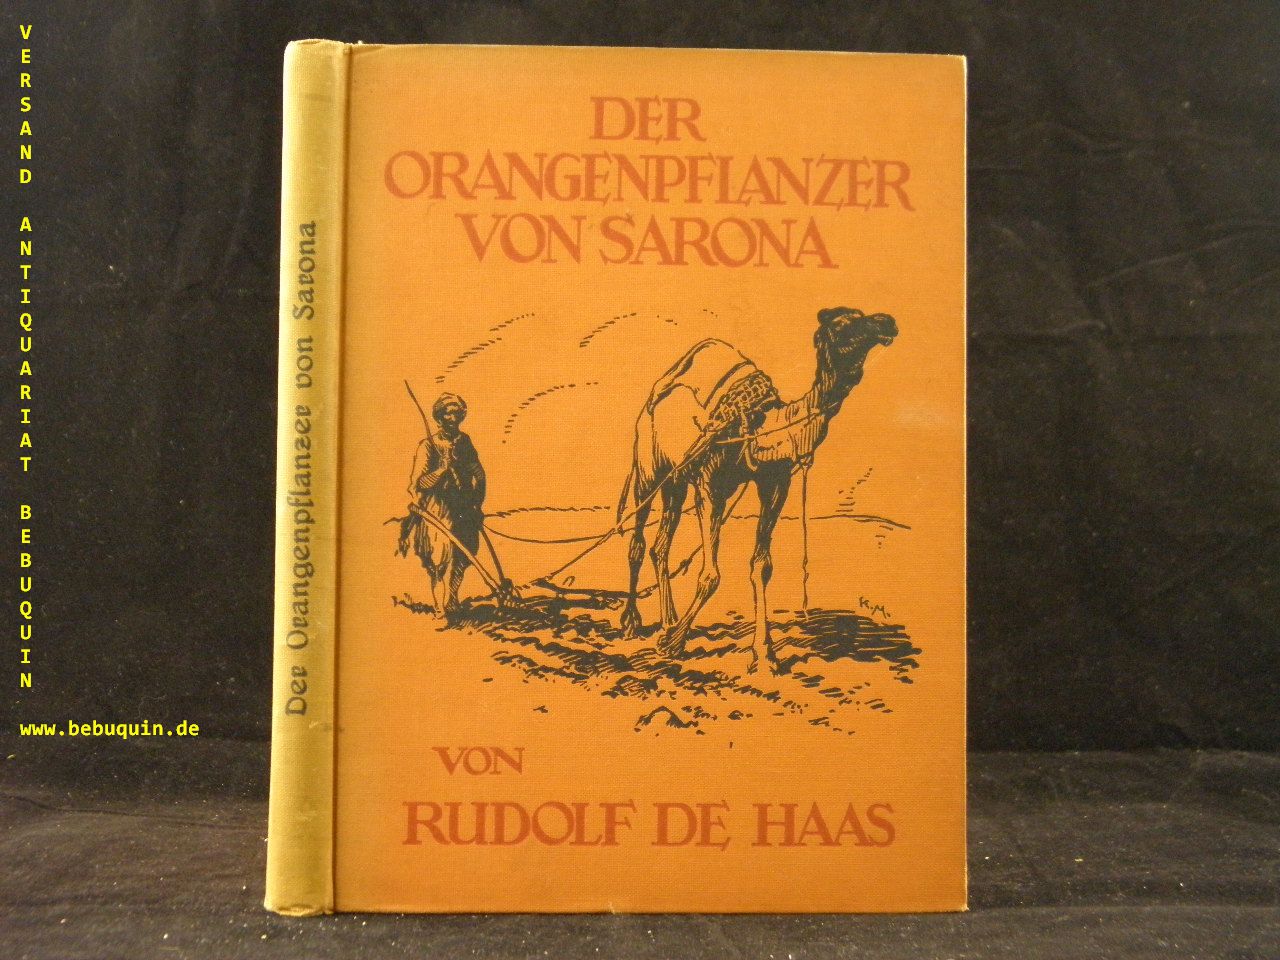 VERSAND ANTIQUARIAT BEBUQUIN
www.bebuquin.de
Der Orangenpflanzer von Sarona
DER
ORANGENPFLANZER
VON SARONA
K.M.
VON
RUDOLF DE HAAS